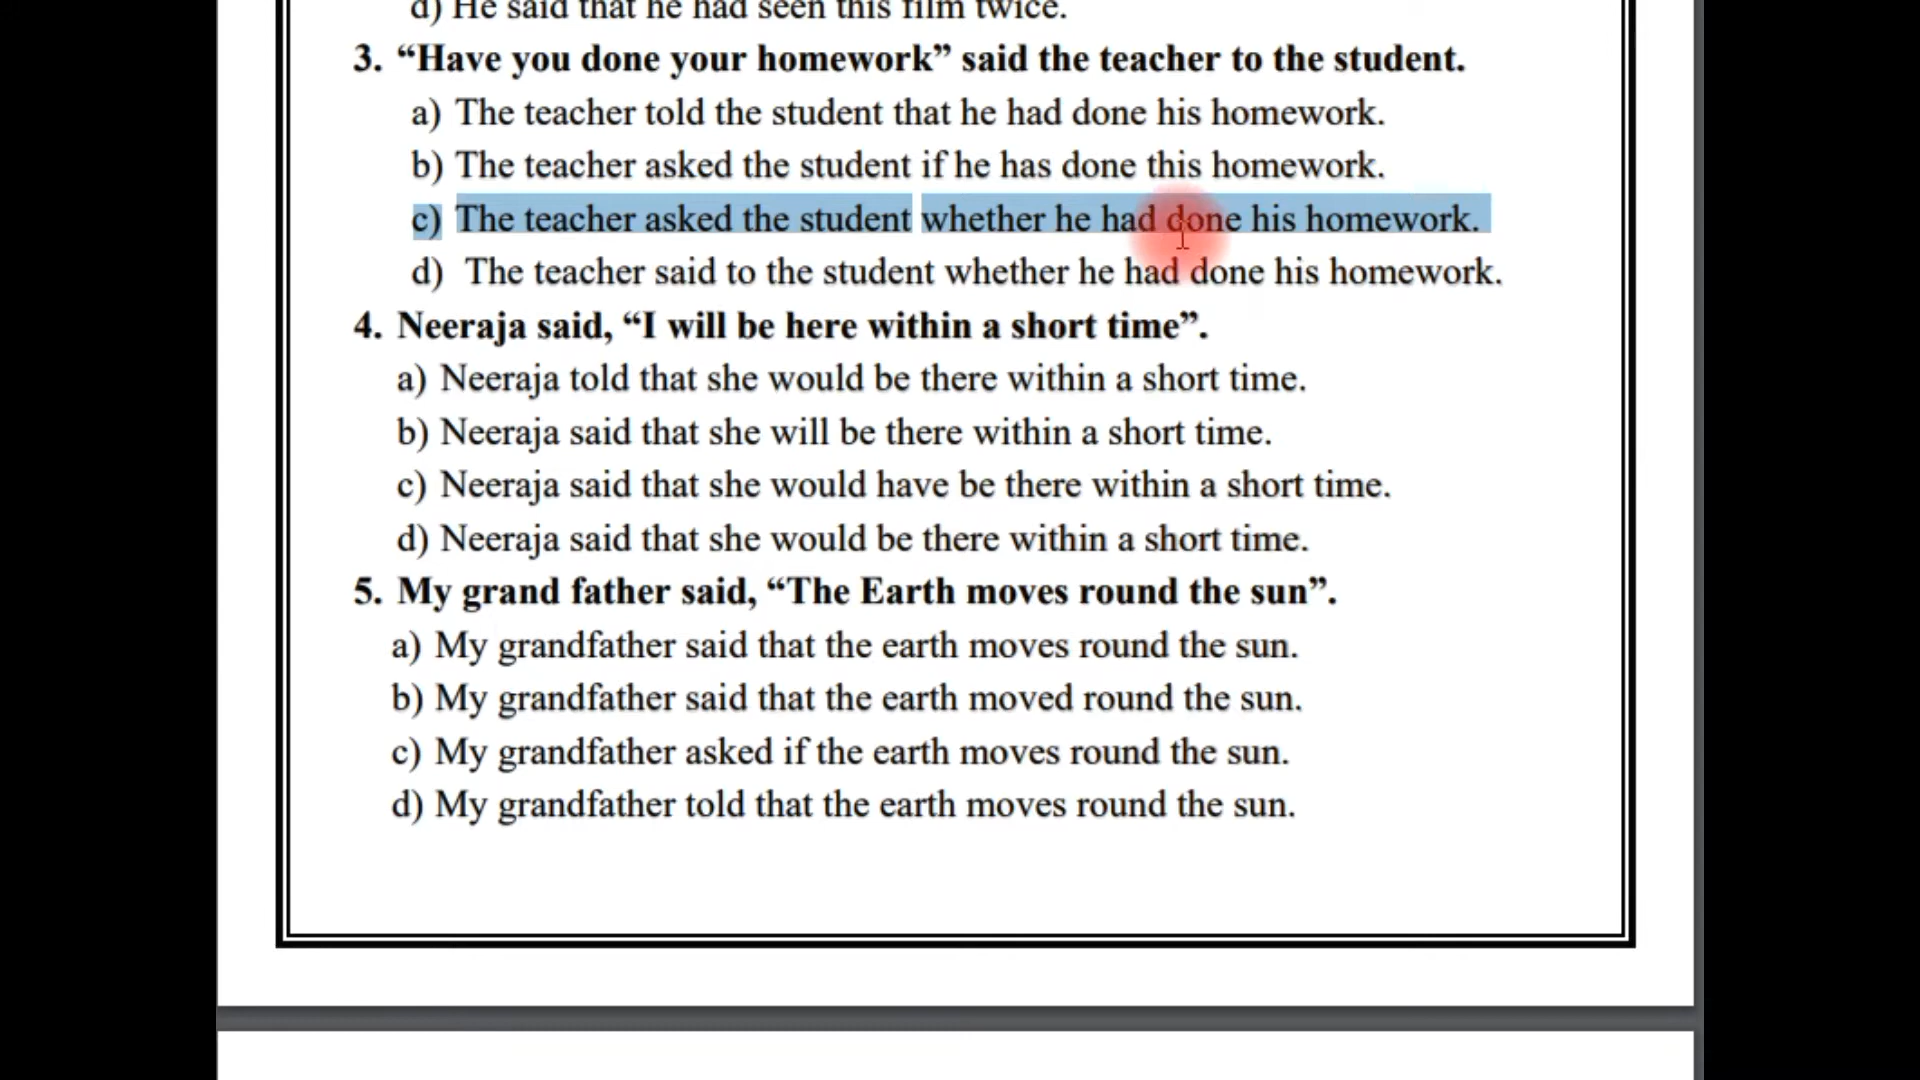 d) He said that he had seen this film twice.
3. “Have you done your homework” said the teacher to the student.
a) The teacher told the student that he had done his homework.
b) The teacher asked the student if he has done this homework.
c) The teacher asked the student whether he had done his homework.
d) The teacher said to the student whether he had done his homework.
4. Neeraja said, “I will be here within a short time”.
a) Neeraja told that she would be there within a short time.
b) Neeraja said that she will be there within a short time.
c) Neeraja said that she would have be there within a short time.
d) Neeraja said that she would be there within a short time.
5. My grand father said, “The Earth moves round the sun”.
a) My grandfather said that the earth moves round the sun.
b) My grandfather said that the earth moved round the sun.
c) My grandfather asked if the earth moves round the sun.
d) My grandfather told that the earth moves round the sun.